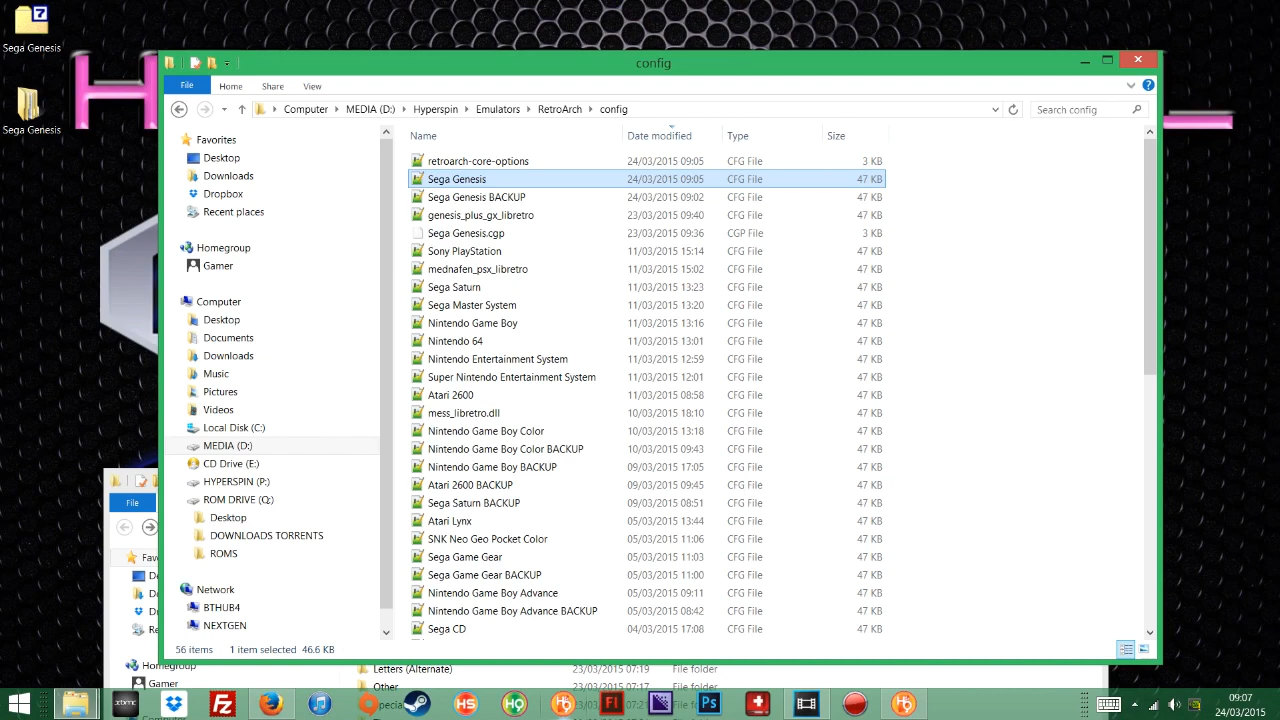 Sega Genesis
Sega Genesis
config
File Home Share View
Computer MEDIA (D:) Hyperspin Emulators RetroArch config
Search config
Favorites
Desktop
Downloads
Dropbox
Recent places
Homegroup
Gamer
Computer
Desktop
Documents
Downloads
Music
Pictures
Videos
Local Disk (C:)
MEDIA (D:)
CD Drive (E:)
HYPERSPIN (P:)
ROM DRIVE (Q:)
Desktop
DOWNLOADS TORRENTS
ROMS
Network
BTHUB4
NEXTGEN
Name Date modified Type Size
retroarch-core-options 24/03/2015 09:05 CFG File 3 KB
Sega Genesis 24/03/2015 09:05 CFG File 47 KB
Sega Genesis BACKUP 24/03/2015 09:02 CFG File 47 KB
genesis_plus_gx_libretro 23/03/2015 09:40 CFG File 47 KB
Sega Genesis.cgp 23/03/2015 09:36 CGP File 3 KB
Sony PlayStation 11/03/2015 15:14 CFG File 47 KB
mednafen_psx_libretro 11/03/2015 15:02 CFG File 47 KB
Sega Saturn 11/03/2015 13:23 CFG File 47 KB
Sega Master System 11/03/2015 13:20 CFG File 47 KB
Nintendo Game Boy 11/03/2015 13:16 CFG File 47 KB
Nintendo 64 11/03/2015 13:01 CFG File 47 KB
Nintendo Entertainment System 11/03/2015 12:59 CFG File 47 KB
Super Nintendo Entertainment System 11/03/2015 12:01 CFG File 47 KB
Atari 2600 11/03/2015 08:58 CFG File 47 KB
mess_libretro.dll 10/03/2015 18:10 CFG File 47 KB
Nintendo Game Boy Color 10/03/2015 13:18 CFG File 47 KB
Nintendo Game Boy Color BACKUP 10/03/2015 09:43 CFG File 47 KB
Nintendo Game Boy BACKUP 09/03/2015 17:05 CFG File 47 KB
Atari 2600 BACKUP 09/03/2015 09:45 CFG File 47 KB
Sega Saturn BACKUP 09/03/2015 08:51 CFG File 47 KB
Atari Lynx 05/03/2015 13:44 CFG File 47 KB
SNK Neo Geo Pocket Color 05/03/2015 11:06 CFG File 47 KB
Sega Game Gear 05/03/2015 11:03 CFG File 47 KB
Sega Game Gear BACKUP 05/03/2015 11:00 CFG File 47 KB
Nintendo Game Boy Advance 05/03/2015 09:11 CFG File 47 KB
Nintendo Game Boy Advance BACKUP 05/03/2015 08:42 CFG File 47 KB
Sega CD 04/03/2015 17:08 CFG File 47 KB
56 items 1 item selected 46.6 KB
File
Homegroup
Gamer
Letters (Alternate) 23/03/2015 07:19 File folder
Other 23/03/2015 07:19 File folder
09:07
24/03/2015